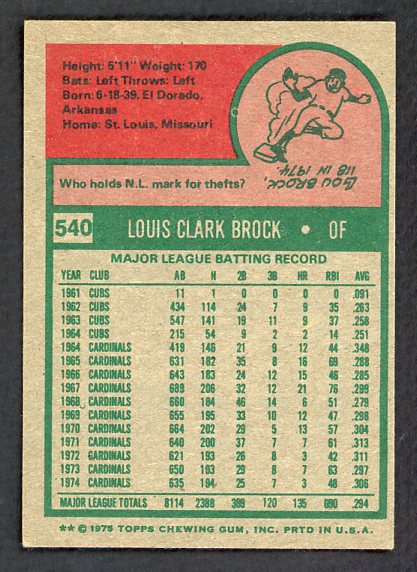 Height: 5'11" Weight: 170
Bats: Left Throws: Left
Born: 6-18-39, El Dorado,
Arkansas
Home: St. Louis, Missouri
LOU BROCK,
118 IN 1974.
Who holds N.L. mark for thefts?
540 LOUIS CLARK BROCK • OF
MAJOR LEAGUE BATTING RECORD
YEAR CLUB AB H 2B 3B HR RBI AVG
1961 CUBS 11 1 0 0 0 0 .091
1962 CUBS 434 114 24 7 9 35 .263
1963 CUBS 547 141 19 11 9 37 .258
1964 CUBS 215 54 9 2 2 14 .251
1964 CARDINALS 419 146 21 9 12 44 .348
1965 CARDINALS 631 182 35 8 16 69 .288
1966 CARDINALS 643 183 24 12 15 46 .285
1967 CARDINALS 689 206 32 12 21 76 .299
1968 CARDINALS 660 184 46 14 6 51 .279
1969 CARDINALS 655 195 33 10 12 47 .298
1970 CARDINALS 664 202 29 5 13 57 .304
1971 CARDINALS 640 200 37 7 7 61 .313
1972 CARDINALS 621 193 26 8 3 42 .311
1973 CARDINALS 650 193 29 8 7 63 .297
1974 CARDINALS 635 194 25 7 3 48 .306
MAJOR LEAGUE TOTALS 8114 2388 389 120 135 690 .294
** © 1975 TOPPS CHEWING GUM, INC. PRTD IN U.S.A.